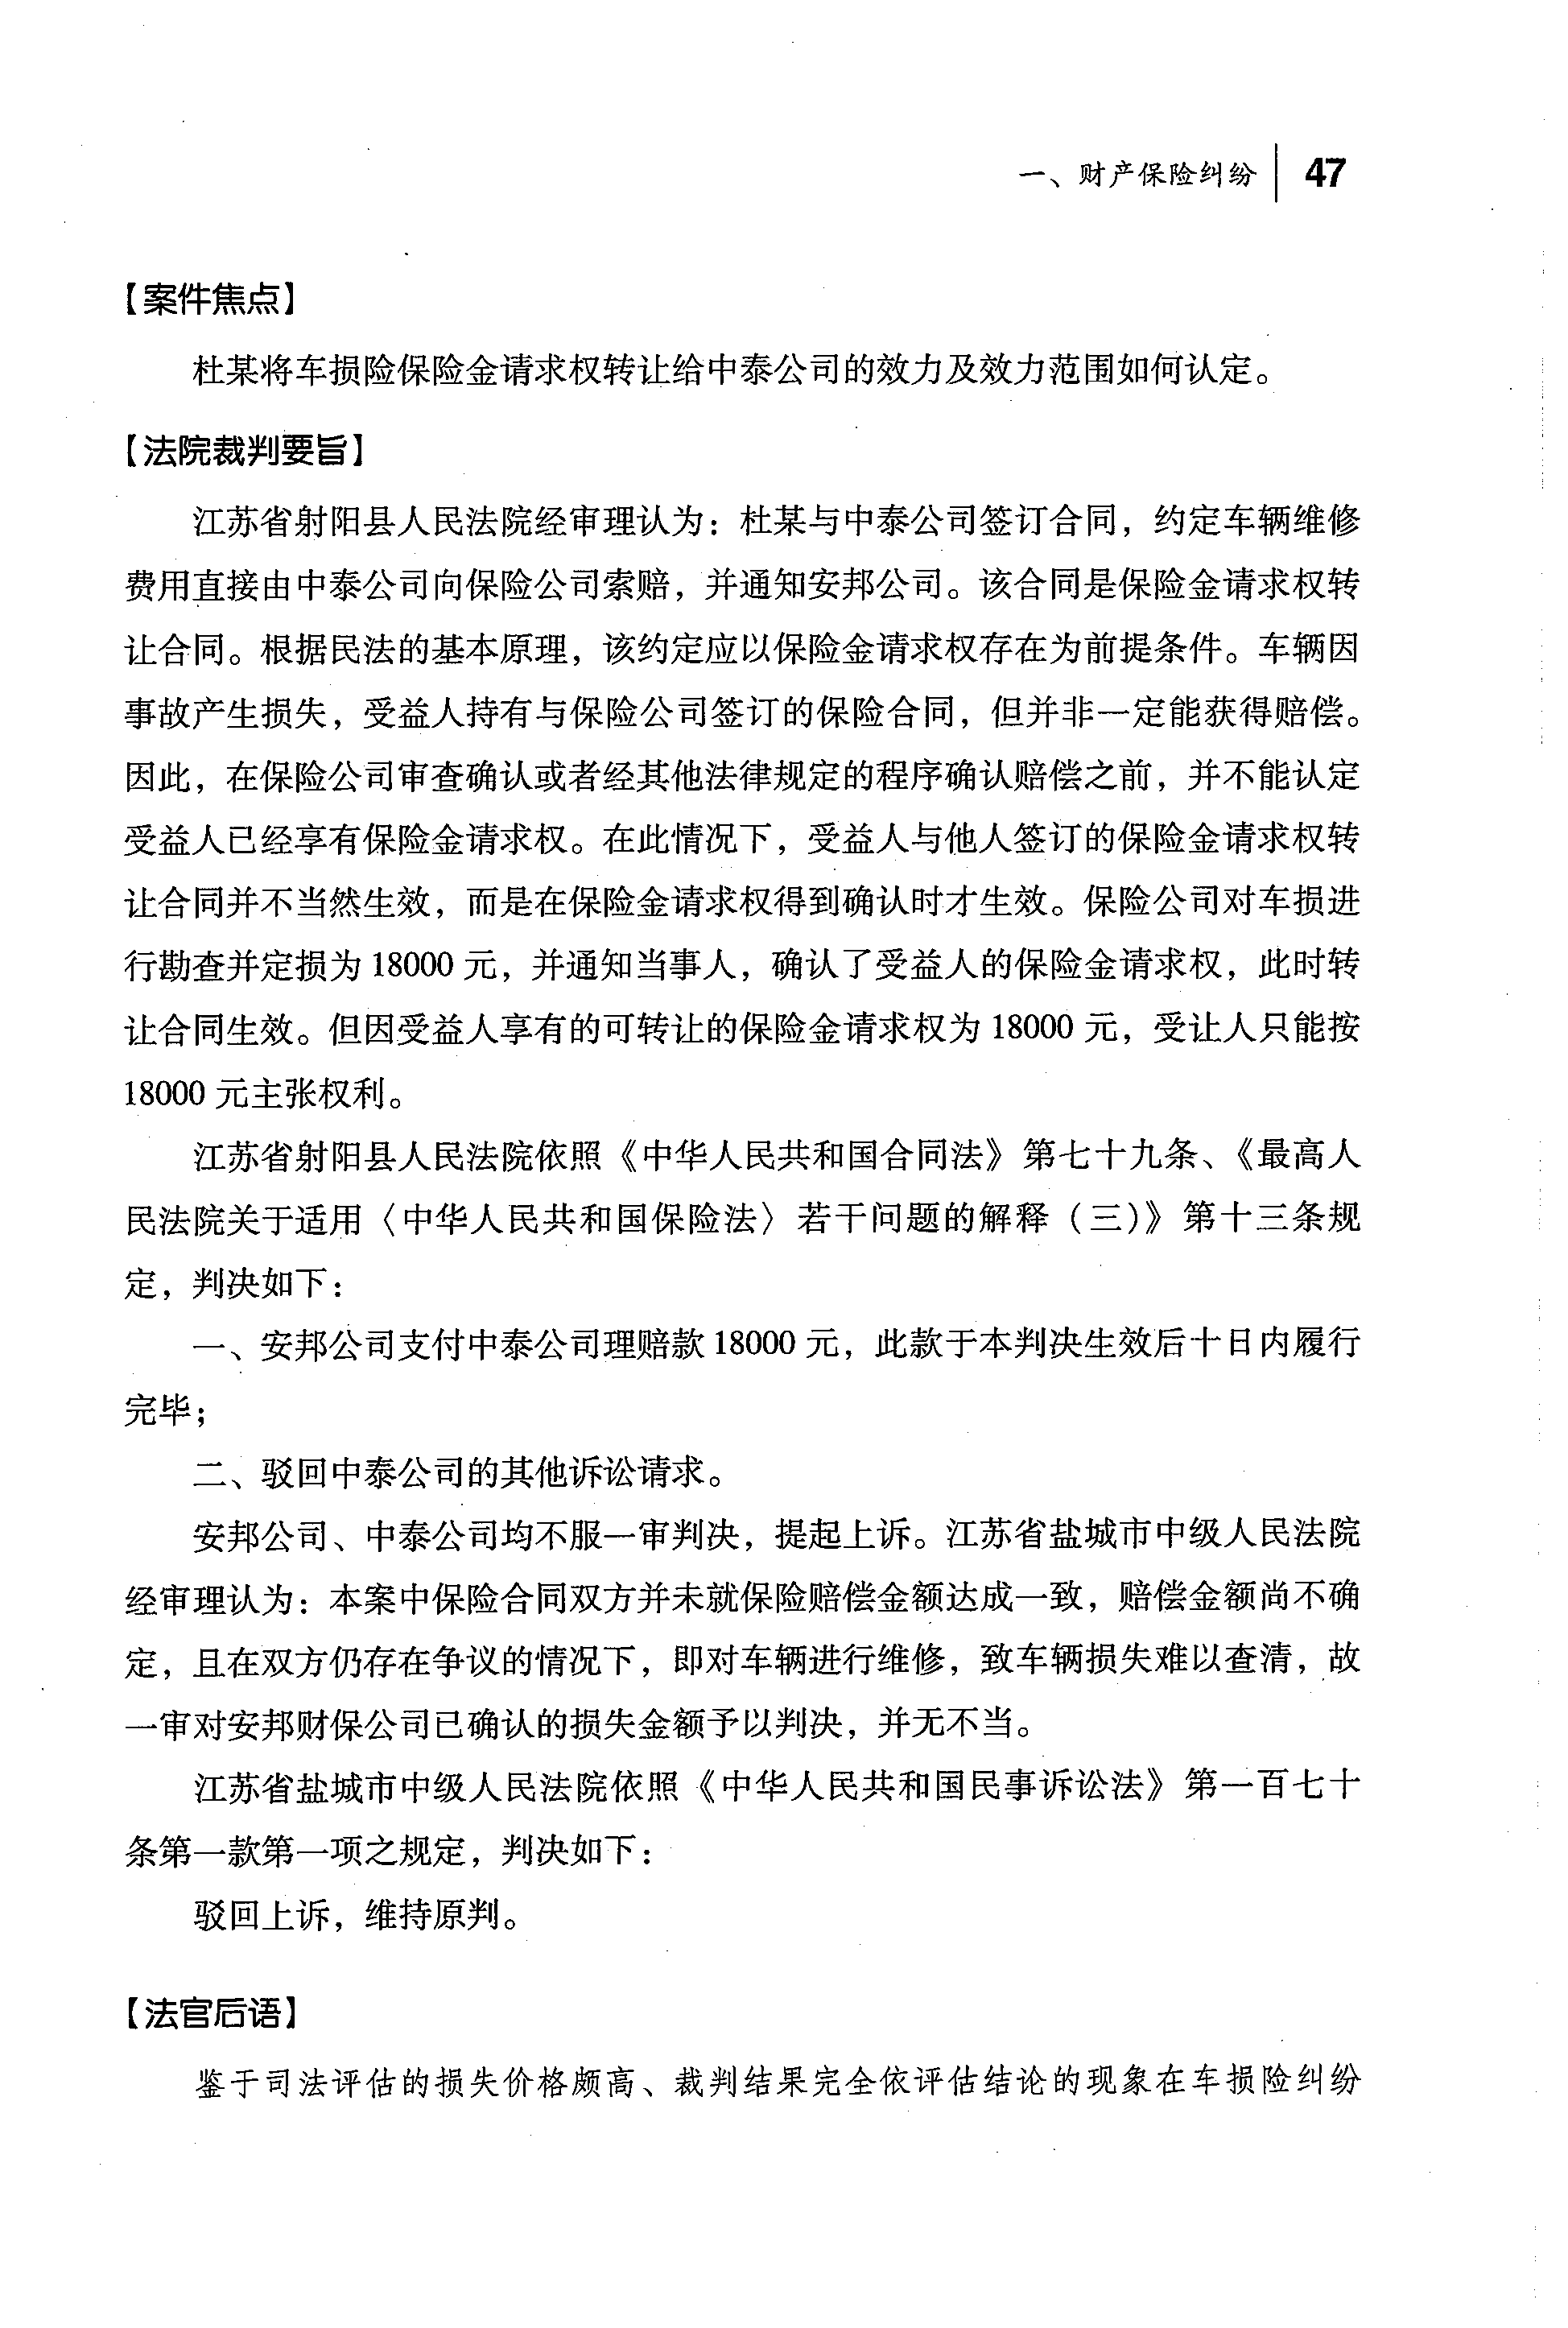 一、财产保险纠纷 47
【案件焦点】
杜某将车损险保险金请求权转让给中泰公司的效力及效力范围如何认定。
【法院裁判要旨】
江苏省射阳县人民法院经审理认为：杜某与中泰公司签订合同，约定车辆维修
费用直接由中泰公司向保险公司索赔，并通知安邦公司。该合同是保险金请求权转
让合同。根据民法的基本原理，该约定应以保险金请求权存在为前提条件。车辆因
事故产生损失，受益人持有与保险公司签订的保险合同，但并非一定能获得赔偿。
因此，在保险公司审查确认或者经其他法律规定的程序确认赔偿之前，并不能认定
受益人已经享有保险金请求权。在此情况下，受益人与他人签订的保险金请求权转
让合同并不当然生效，而是在保险金请求权得到确认时才生效。保险公司对车损进
行勘查并定损为 18000 元，并通知当事人，确认了受益人的保险金请求权，此时转
让合同生效。但因受益人享有的可转让的保险金请求权为 18000 元，受让人只能按
18000 元主张权利。
江苏省射阳县人民法院依照《中华人民共和国合同法》第七十九条、《最高人
民法院关于适用〈中华人民共和国保险法〉若干问题的解释（三）》第十三条规
定，判决如下：
一、安邦公司支付中泰公司理赔款 18000 元，此款于本判决生效后十日内履行
完毕；
二、驳回中泰公司的其他诉讼请求。
安邦公司、中泰公司均不服一审判决，提起上诉。江苏省盐城市中级人民法院
经审理认为：本案中保险合同双方并未就保险赔偿金额达成一致，赔偿金额尚不确
定，且在双方仍存在争议的情况下，即对车辆进行维修，致车辆损失难以查清，故
一审对安邦财保公司已确认的损失金额予以判决，并无不当。
江苏省盐城市中级人民法院依照《中华人民共和国民事诉讼法》第一百七十
条第一款第一项之规定，判决如下：
驳回上诉，维持原判。
【法官后语】
鉴于司法评估的损失价格颇高、裁判结果完全依评估结论的现象在车损险纠纷